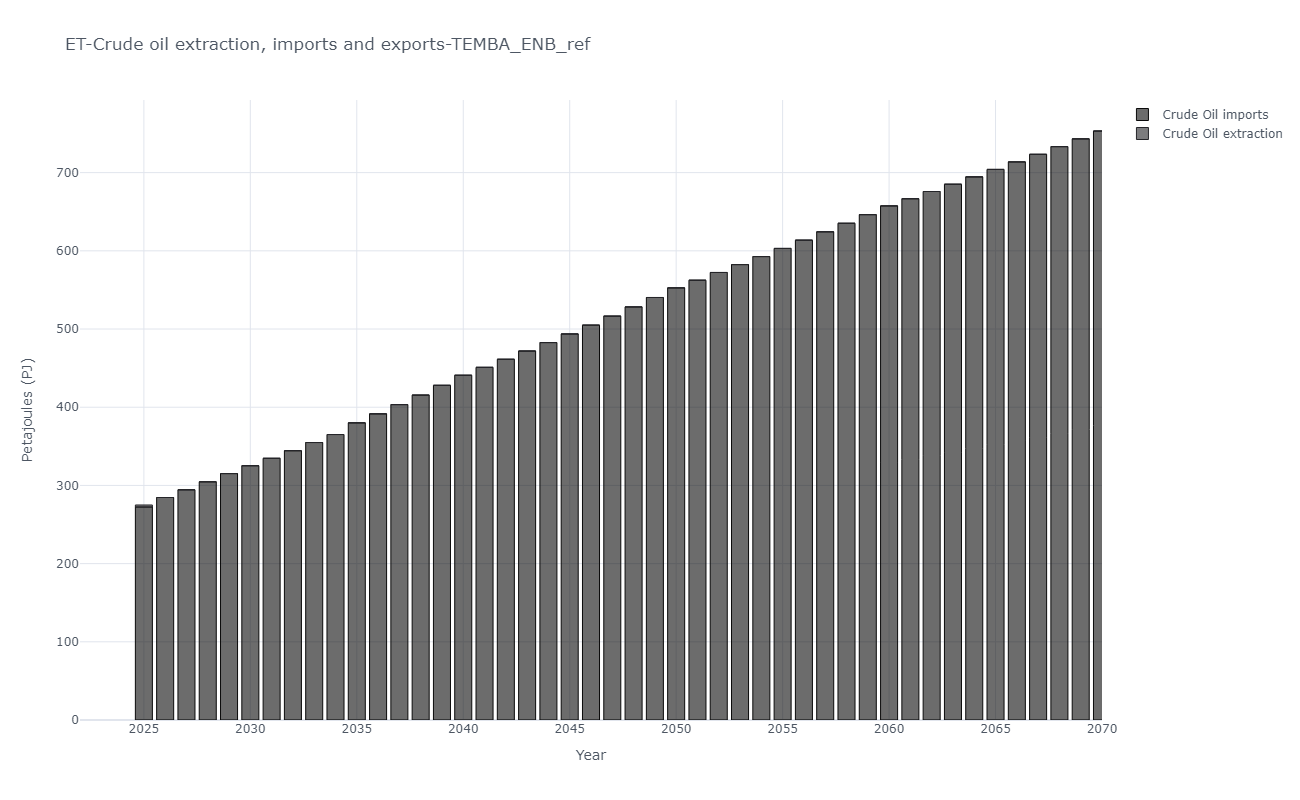 ET-Crude oil extraction, imports and exports-TEMBA_ENB_ref
Crude Oil imports
Crude Oil extraction
Petajoules (PJ)
700
600
500
400
300
200
100
0
2025 2030 2035 2040 2045 2050 2055 2060 2065 2070
Year